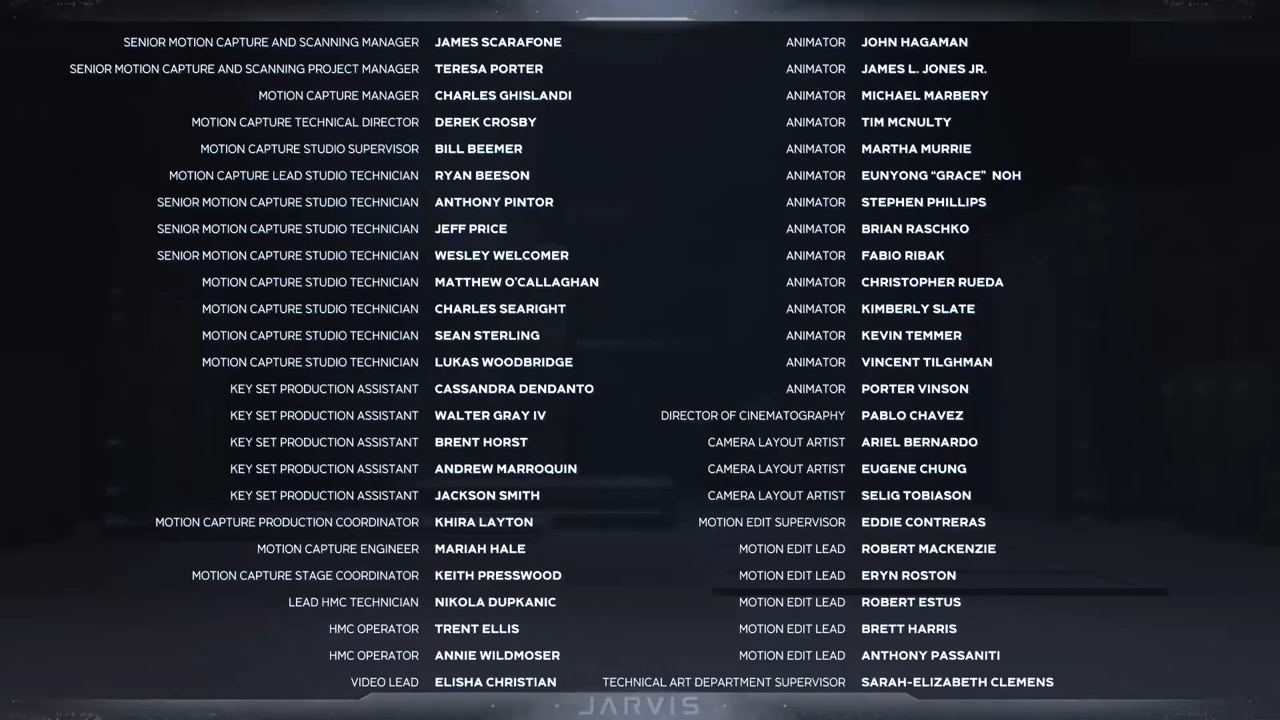 SENIOR MOTION CAPTURE AND SCANNING MANAGER JAMES SCARAFONE
SENIOR MOTION CAPTURE AND SCANNING PROJECT MANAGER TERESA PORTER
MOTION CAPTURE MANAGER CHARLES GHISLANDI
MOTION CAPTURE TECHNICAL DIRECTOR DEREK CROSBY
MOTION CAPTURE STUDIO SUPERVISOR BILL BEEMER
MOTION CAPTURE LEAD STUDIO TECHNICIAN RYAN BEESON
SENIOR MOTION CAPTURE STUDIO TECHNICIAN ANTHONY PINTOR
SENIOR MOTION CAPTURE STUDIO TECHNICIAN JEFF PRICE
SENIOR MOTION CAPTURE STUDIO TECHNICIAN WESLEY WELCOMER
MOTION CAPTURE STUDIO TECHNICIAN MATTHEW O'CALLAGHAN
MOTION CAPTURE STUDIO TECHNICIAN CHARLES SEARIGHT
MOTION CAPTURE STUDIO TECHNICIAN SEAN STERLING
MOTION CAPTURE STUDIO TECHNICIAN LUKAS WOODBRIDGE
KEY SET PRODUCTION ASSISTANT CASSANDRA DENDANTO
KEY SET PRODUCTION ASSISTANT WALTER GRAY IV
KEY SET PRODUCTION ASSISTANT BRENT HORST
KEY SET PRODUCTION ASSISTANT ANDREW MARROQUIN
KEY SET PRODUCTION ASSISTANT JACKSON SMITH
MOTION CAPTURE PRODUCTION COORDINATOR KHIRA LAYTON
MOTION CAPTURE ENGINEER MARIAH HALE
MOTION CAPTURE STAGE COORDINATOR KEITH PRESSWOOD
LEAD HMC TECHNICIAN NIKOLA DUPKANIC
HMC OPERATOR TRENT ELLIS
HMC OPERATOR ANNIE WILDMOSER
VIDEO LEAD ELISHA CHRISTIAN
ANIMATOR JOHN HAGAMAN
ANIMATOR JAMES L. JONES JR.
ANIMATOR MICHAEL MARBERY
ANIMATOR TIM MCNULTY
ANIMATOR MARTHA MURRIE
ANIMATOR EUNYONG “GRACE” NOH
ANIMATOR STEPHEN PHILLIPS
ANIMATOR BRIAN RASCHKO
ANIMATOR FABIO RIBAK
ANIMATOR CHRISTOPHER RUEDA
ANIMATOR KIMBERLY SLATE
ANIMATOR KEVIN TEMMER
ANIMATOR VINCENT TILGHMAN
ANIMATOR PORTER VINSON
DIRECTOR OF CINEMATOGRAPHY PABLO CHAVEZ
CAMERA LAYOUT ARTIST ARIEL BERNARDO
CAMERA LAYOUT ARTIST EUGENE CHUNG
CAMERA LAYOUT ARTIST SELIG TOBIASON
MOTION EDIT SUPERVISOR EDDIE CONTRERAS
MOTION EDIT LEAD ROBERT MACKENZIE
MOTION EDIT LEAD ERYN ROSTON
MOTION EDIT LEAD ROBERT ESTUS
MOTION EDIT LEAD BRETT HARRIS
MOTION EDIT LEAD ANTHONY PASSANITI
TECHNICAL ART DEPARTMENT SUPERVISOR SARAH-ELIZABETH CLEMENS
JARVIS